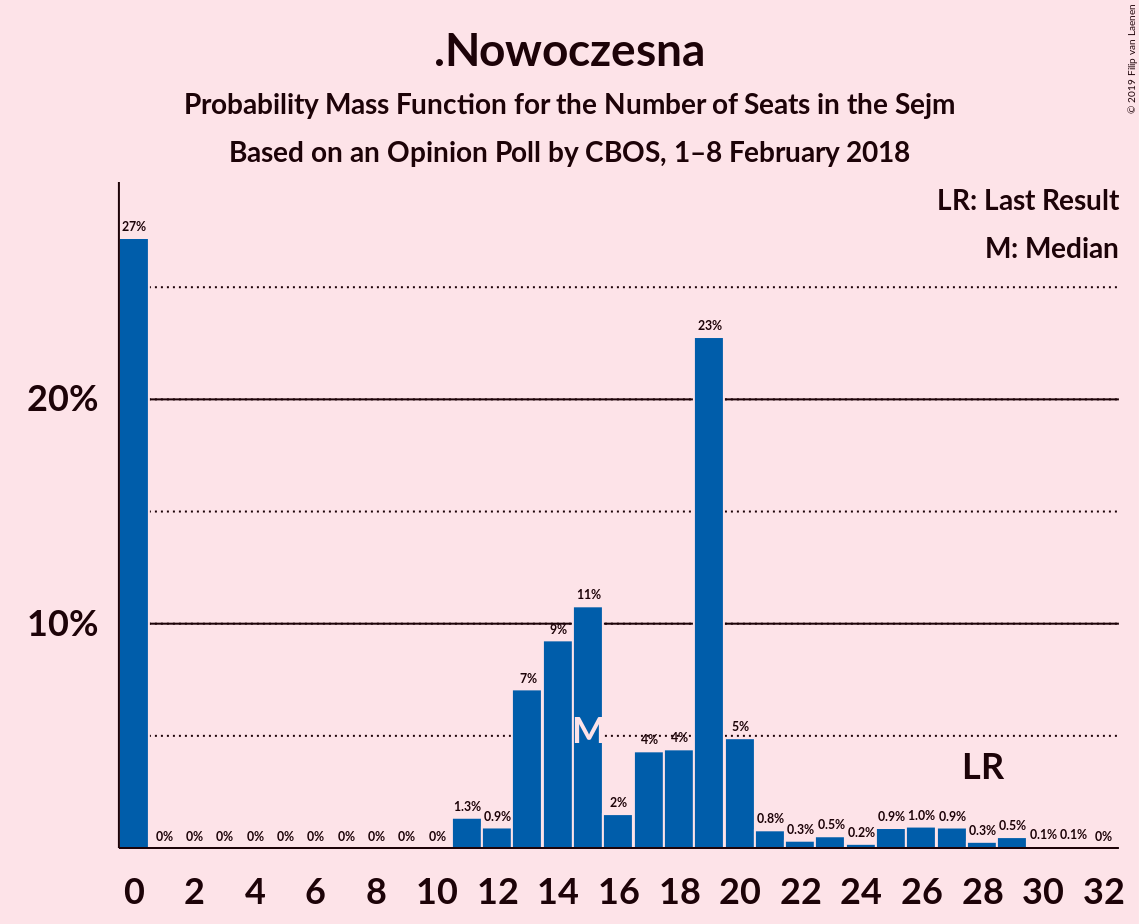 .Nowoczesna
Probability Mass Function for the Number of Seats in the Sejm
Based on an Opinion Poll by CBOS, 1–8 February 2018
© 2019 Filip van Laenen
LR: Last Result
M: Median
20%
10%
27% 0% 0% 0% 0% 0% 0% 0% 0% 0% 0% 1.3% 0.9% 7% 9% 11% 2% 4% 4% 23% 5% 0.8% 0.3% 0.5% 0.2% 0.9% 1.0% 0.9% 0.3% 0.5% 0.1% 0.1% 0%
M
LR
0 2 4 6 8 10 12 14 16 18 20 22 24 26 28 30 32